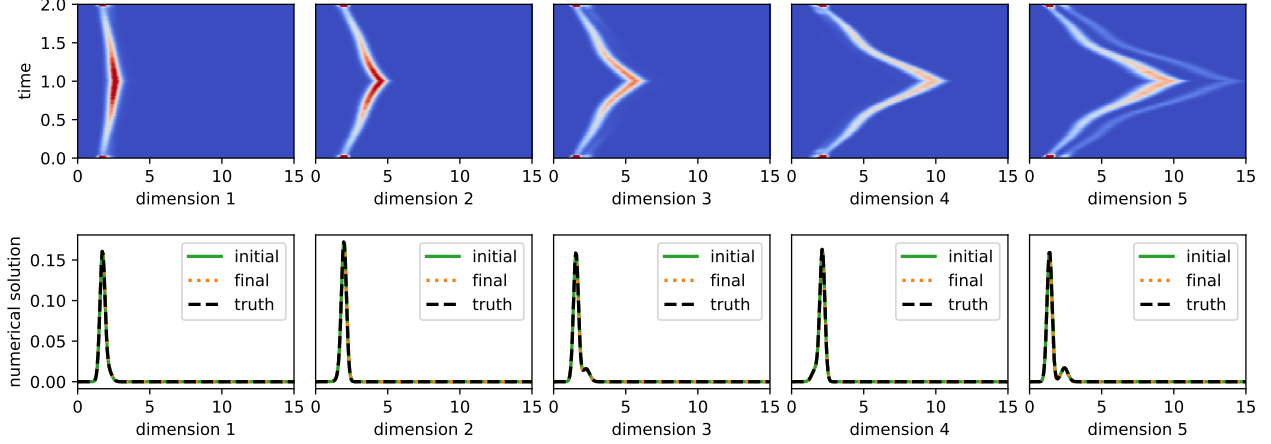 2.0
1.5
1.0
0.5
0.0
time
0 5 10 15 0 5 10 15 0 5 10 15 0 5 10 15 0 5 10 15
dimension 1 dimension 2 dimension 3 dimension 4 dimension 5
numerical solution
0.15
0.10
0.05
0.00
initial
final
truth
initial
final
truth
initial
final
truth
initial
final
truth
initial
final
truth
0 5 10 15 0 5 10 15 0 5 10 15 0 5 10 15 0 5 10 15
dimension 1 dimension 2 dimension 3 dimension 4 dimension 5